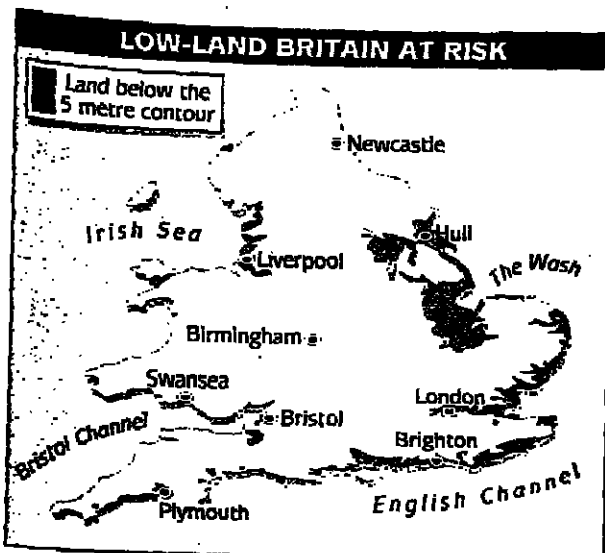 LOW-LAND BRITAIN AT RISK
Land below the
5 metre contour
Newcastle
Irish Sea
Hull
Liverpool
The Wash
Birmingham
Swansea
London
Bristol
Bristol Channel
Brighton
Plymouth
English Channel